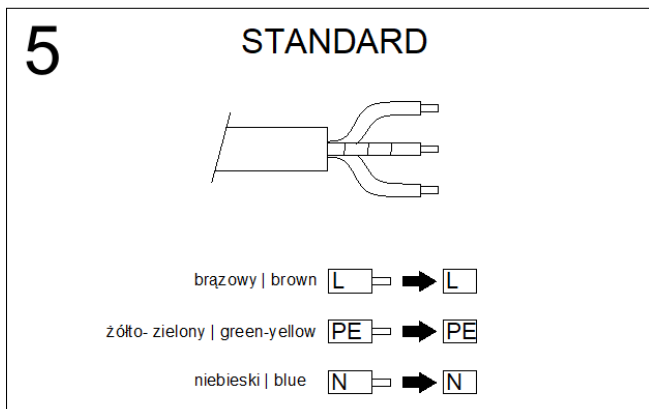 5
STANDARD
brązowy | brown L L
żółto- zielony | green-yellow PE PE
niebieski | blue N N